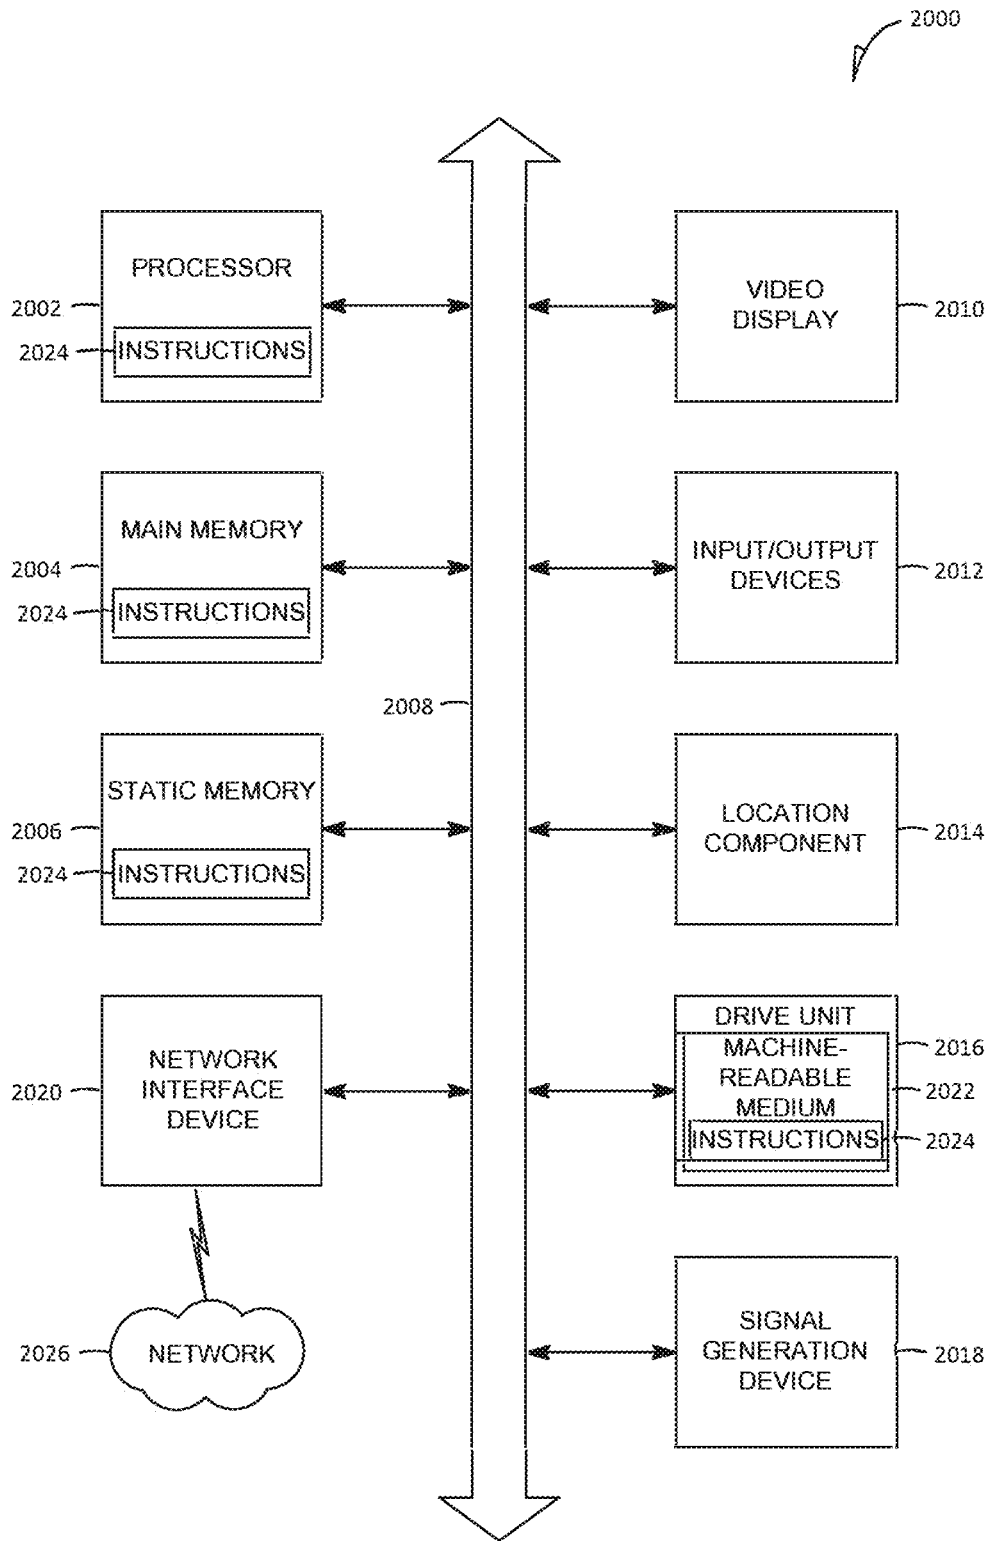 2000
PROCESSOR
2002
2024
INSTRUCTIONS
VIDEO
DISPLAY
2010
MAIN MEMORY
2004
2024
INSTRUCTIONS
INPUT/OUTPUT
DEVICES
2012
2008
STATIC MEMORY
2006
2024
INSTRUCTIONS
LOCATION
COMPONENT
2014
NETWORK
INTERFACE
DEVICE
2020
DRIVE UNIT
2016
MACHINE-
READABLE
MEDIUM
2022
INSTRUCTIONS
2024
NETWORK
2026
SIGNAL
GENERATION
DEVICE
2018